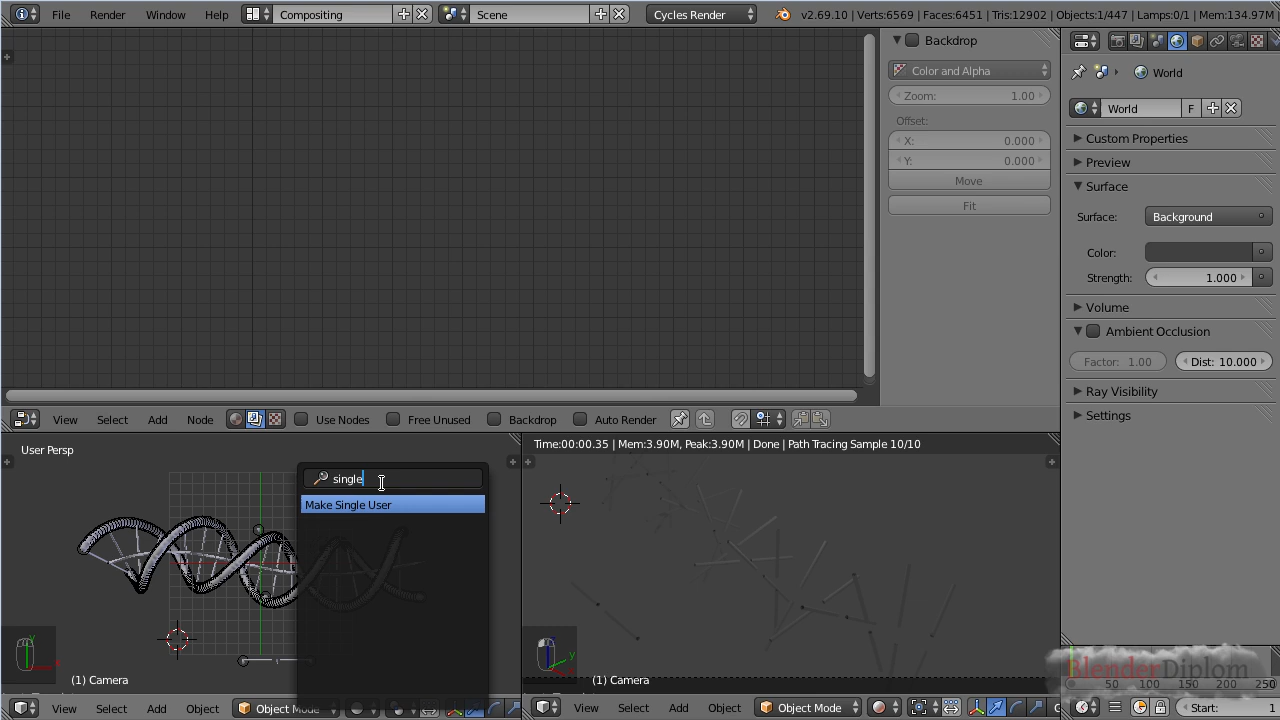 File Render Window Help Compositing Scene Cycles Render v2.69.10 | Verts:6569 | Faces:6451 | Tris:12902 | Objects:1/447 | Lamps:0/1 | Mem:134.97M
Backdrop
Color and Alpha
Zoom: 1.00
Offset:
X: 0.000
Y: 0.000
Move
Fit
World
World F
Custom Properties
Preview
Surface
Surface: Background
Color:
Strength: 1.000
Volume
Ambient Occlusion
Factor: 1.00 Dist: 10.000
Ray Visibility
Settings
View Select Add Node Use Nodes Free Unused Backdrop Auto Render
User Persp
single
Make Single User
(1) Camera
View Select Add Object Object Mode
Time:00:00.35 | Mem:3.90M, Peak:3.90M | Done | Path Tracing Sample 10/10
(1) Camera
View Select Add Object Object Mode
BlenderDiplom
0 50 100 150 200 250
Start: 1